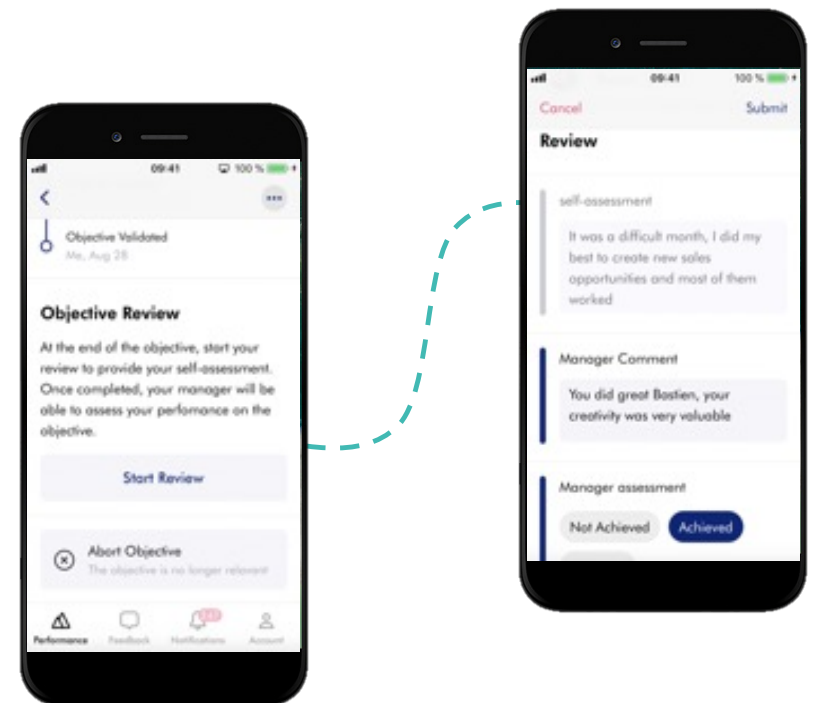 09:41
100 %
Objective Validated
Me, Aug 28
Objective Review
At the end of the objective, start your
review to provide your self-assessment.
Once completed, your manager will be
able to assess your perfomance on the
objective.
Start Review
Abort Objective
The objective is no longer relevant
Performance
Feedback
Notifications
Account
09:41
100 %
Cancel
Submit
Review
self-assessment
It was a difficult month, I did my
best to create new sales
opportunities and most of them
worked
Manager Comment
You did great Bastien, your
creativity was very valuable
Manager assessment
Not Achieved
Achieved